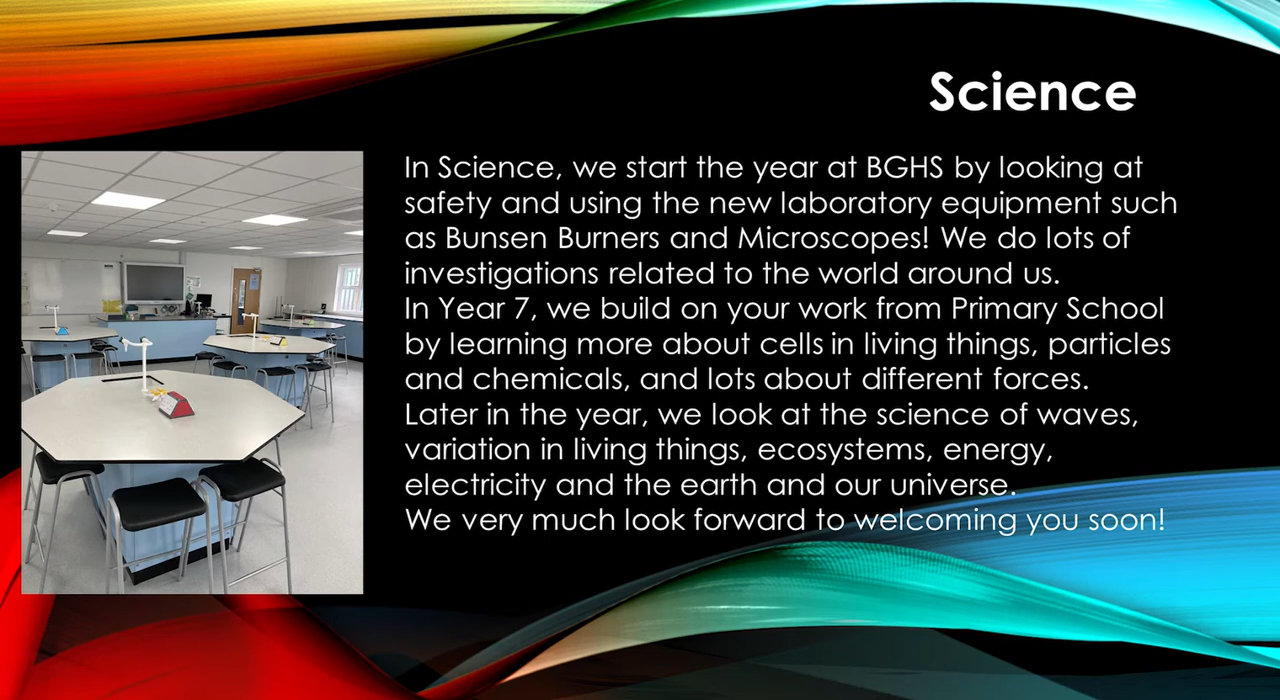 Science
In Science, we start the year at BGHS by looking at
safety and using the new laboratory equipment such
as Bunsen Burners and Microscopes! We do lots of
investigations related to the world around us.
In Year 7, we build on your work from Primary School
by learning more about cells in living things, particles
and chemicals, and lots about different forces.
Later in the year, we look at the science of waves,
variation in living things, ecosystems, energy,
electricity and the earth and our universe.
We very much look forward to welcoming you soon!